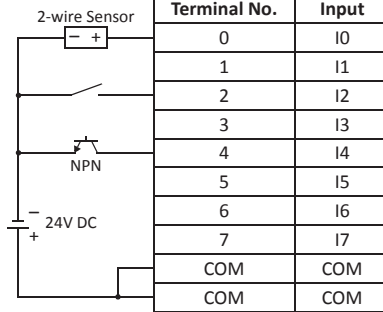 2-wire Sensor
− +
NPN
−
24V DC
+
Terminal No. Input
0 I0
1 I1
2 I2
3 I3
4 I4
5 I5
6 I6
7 I7
COM COM
COM COM